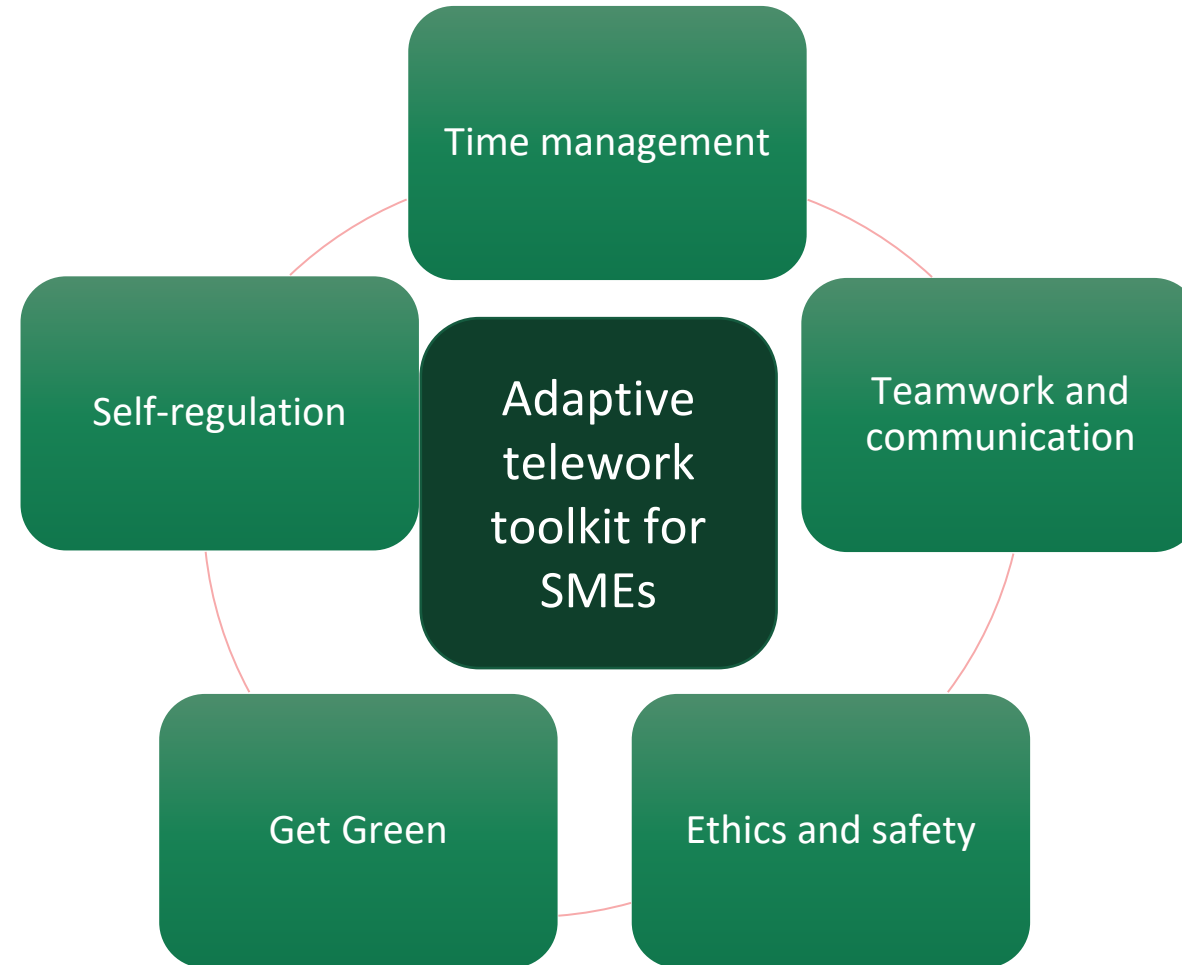 Time management
Self-regulation
Adaptive
telework
toolkit for
SMEs
Teamwork and
communication
Get Green
Ethics and safety